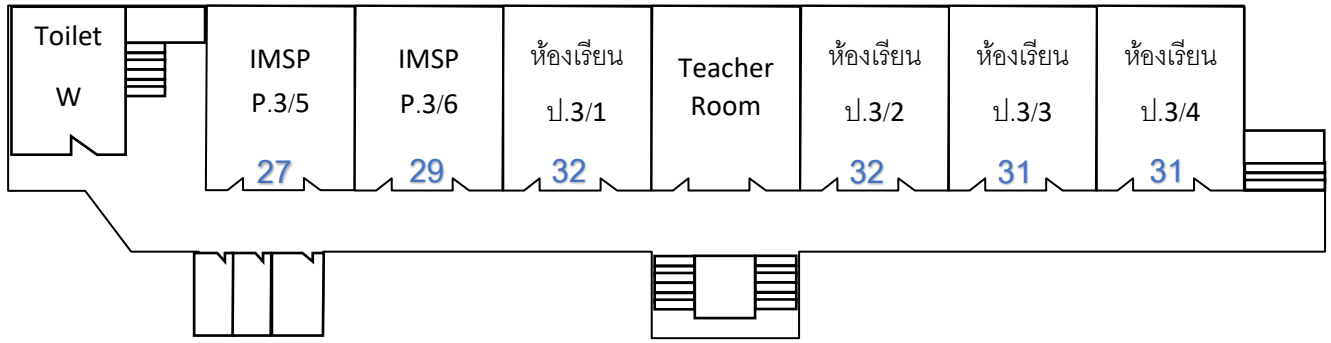 Toilet
W
IMSP
P.3/5
27
IMSP
P.3/6
29
ห้องเรียน
ป.3/1
32
Teacher
Room
ห้องเรียน
ป.3/2
32
ห้องเรียน
ป.3/3
31
ห้องเรียน
ป.3/4
31